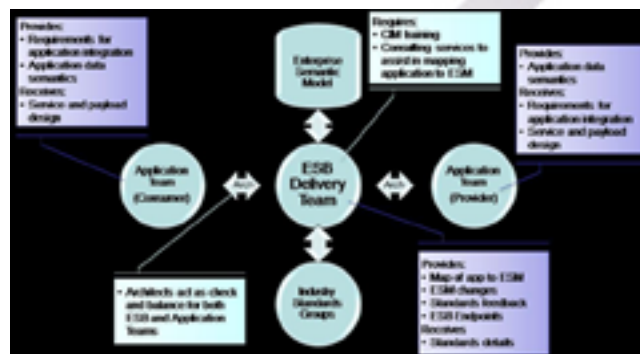 Provides:
• Requirements for
application integration
• Application data
semantics
Receives:
• Service and payload
design
Enterprise
Semantic
Model
Requires:
• CIM training
• Consulting services to
assist in mapping
application to ESM
Provides:
• Application data
semantics
Receives:
• Requirements for
application integration
• Service and payload
design
Application
Team
(Consumer)
Arch
ESB
Delivery
Team
Arch
Application
Team
(Provider)
• Architects act as check
and balance for both
ESB and Application
Teams
Industry
Standards
Groups
Provides:
• Map of app to ESM
• ESM changes
• Standards feedback
• ESB Endpoints
Receives
• Standards details